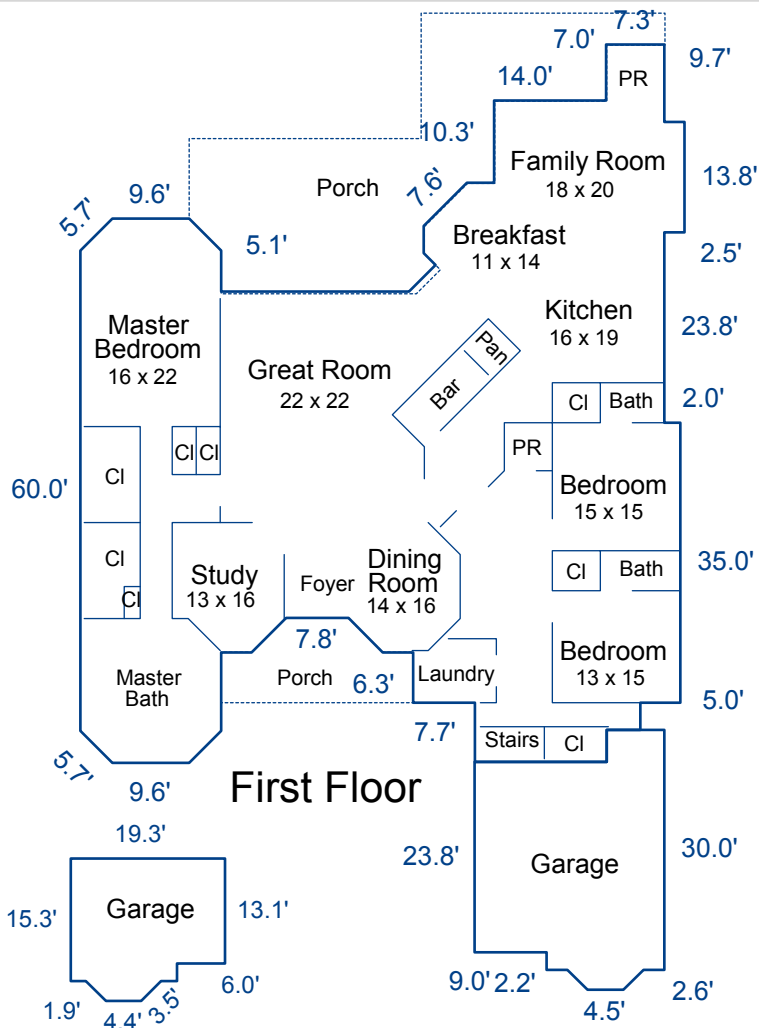 7.3'
7.0'
9.7'
PR
14.0'
10.3'
Family Room
18 x 20
13.8'
Porch
7.6'
9.6'
5.7'
5.1'
Breakfast
11 x 14
2.5'
Kitchen
16 x 19
23.8'
Master
Bedroom
16 x 22
Great Room
22 x 22
Pan
Bar
Cl
Bath
2.0'
Cl
Cl
PR
Cl
60.0'
Bedroom
15 x 15
Cl
Study
13 x 16
Foyer
Dining
Room
14 x 16
Cl
Bath
35.0'
Cl
7.8'
Master
Bath
Porch
6.3'
Laundry
Bedroom
13 x 15
5.0'
7.7'
Stairs
Cl
5.7'
9.6'
First Floor
19.3'
23.8'
Garage
30.0'
15.3'
Garage
13.1'
1.9'
4.4'
3.5'
6.0'
9.0'
2.2'
4.5'
2.6'